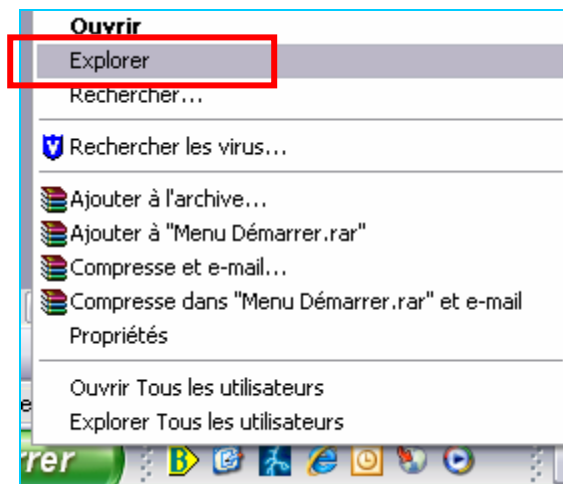 Ouvrir
Explorer
Rechercher...
Rechercher les virus...
Ajouter à l'archive...
Ajouter à "Menu Démarrer.rar"
Compresse et e-mail...
Compresse dans "Menu Démarrer.rar" et e-mail
Propriétés
Ouvrir Tous les utilisateurs
Explorer Tous les utilisateurs
e
rrer